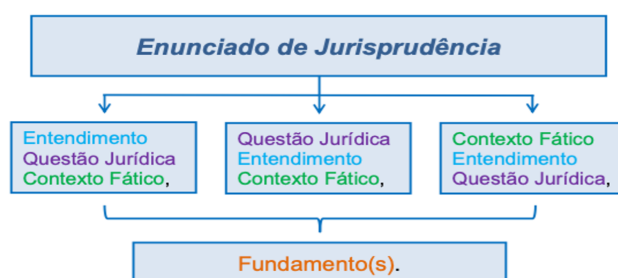 Enunciado de Jurisprudência
Entendimento
Questão Jurídica
Contexto Fático,
Questão Jurídica
Entendimento
Contexto Fático,
Contexto Fático
Entendimento
Questão Jurídica,
Fundamento(s).